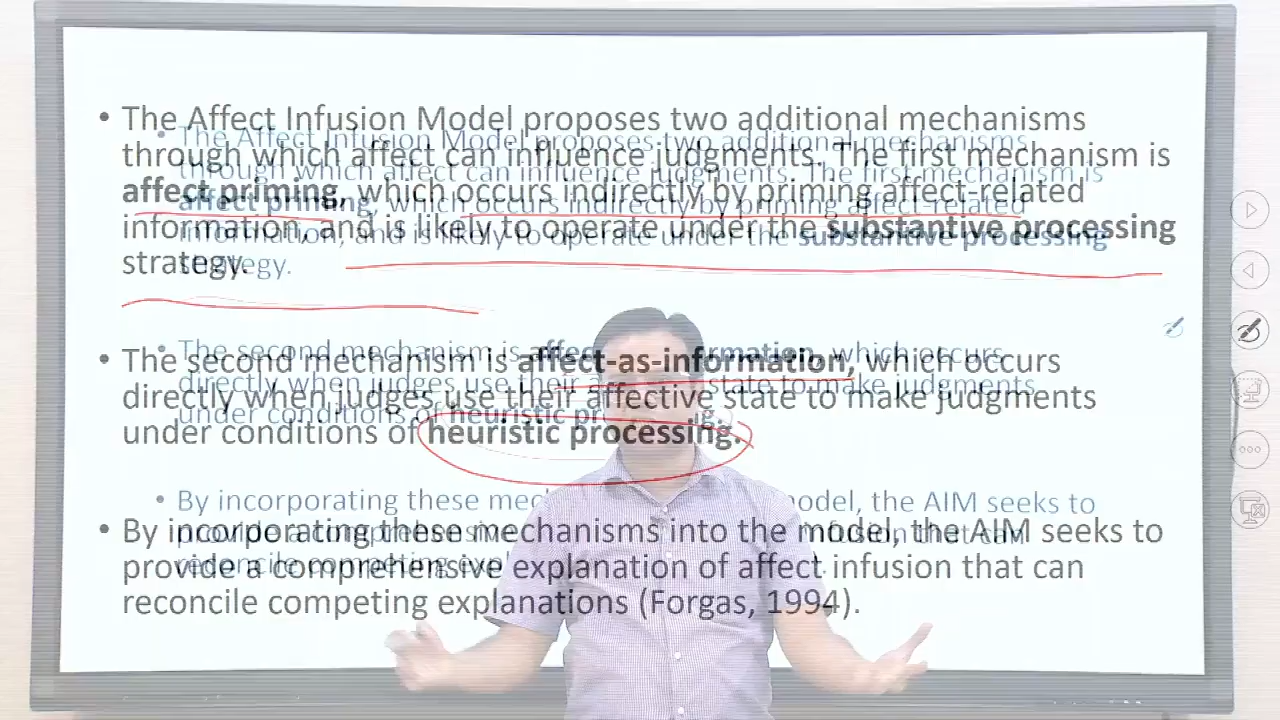 • The Affect Infusion Model proposes two additional mechanisms
through which affect can influence judgments. The first mechanism is
affect priming, which occurs indirectly by priming affect-related
information, and is likely to operate under the substantive processing
strategy.
• The second mechanism is affect-as-information, which occurs
directly when judges use their affective state to make judgments
under conditions of heuristic processing.
• By incorporating these mechanisms into the model, the AIM seeks to
provide a comprehensive explanation of affect infusion that can
reconcile competing explanations (Forgas, 1994).